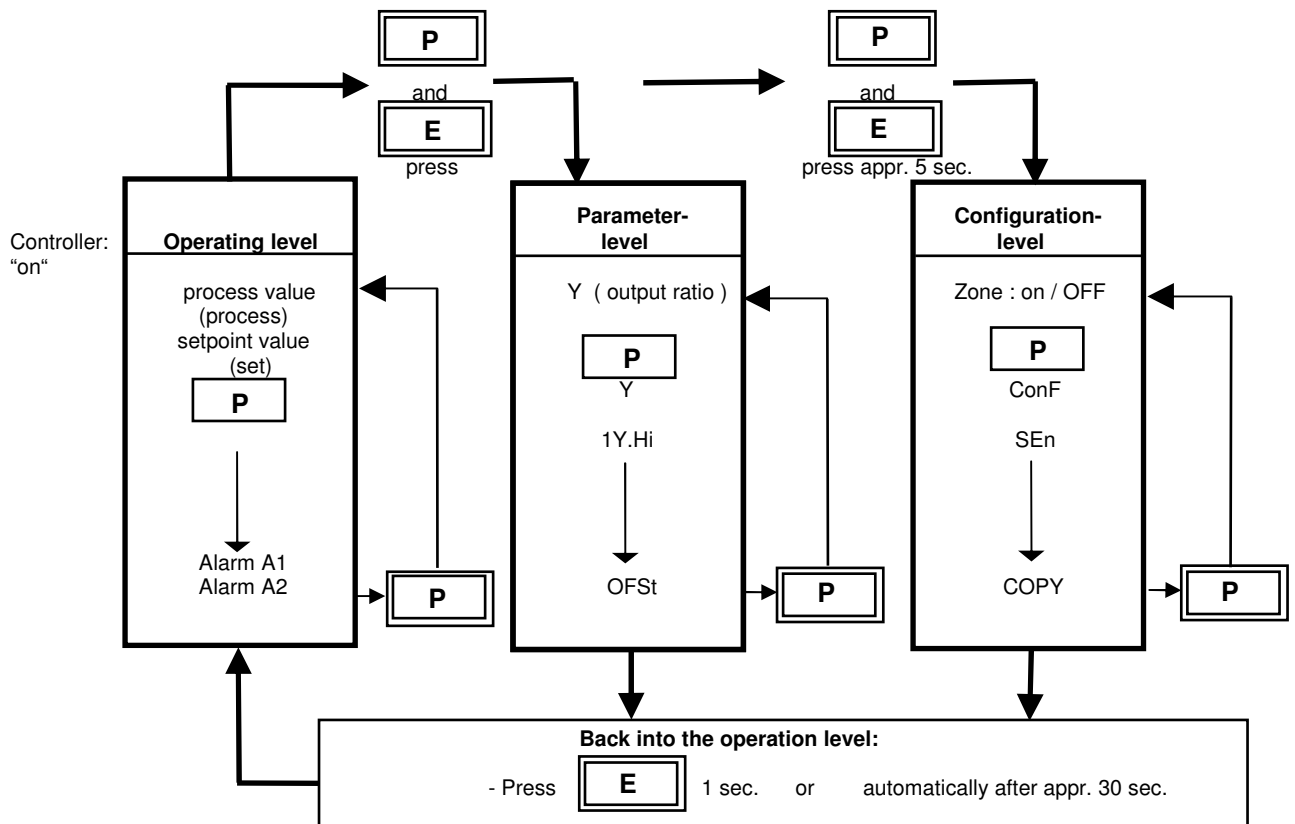 P
and
E
press
P
and
E
press appr. 5 sec.
Controller:
“on“
Operating level
process value
(process)
setpoint value
(set)
P
Alarm A1
Alarm A2
P
Parameter-
level
Y ( output ratio )
P
Y
1Y.Hi
OFSt
P
Configuration-
level
Zone : on / OFF
P
ConF
SEn
COPY
P
Back into the operation level:
- Press E 1 sec. or automatically after appr. 30 sec.